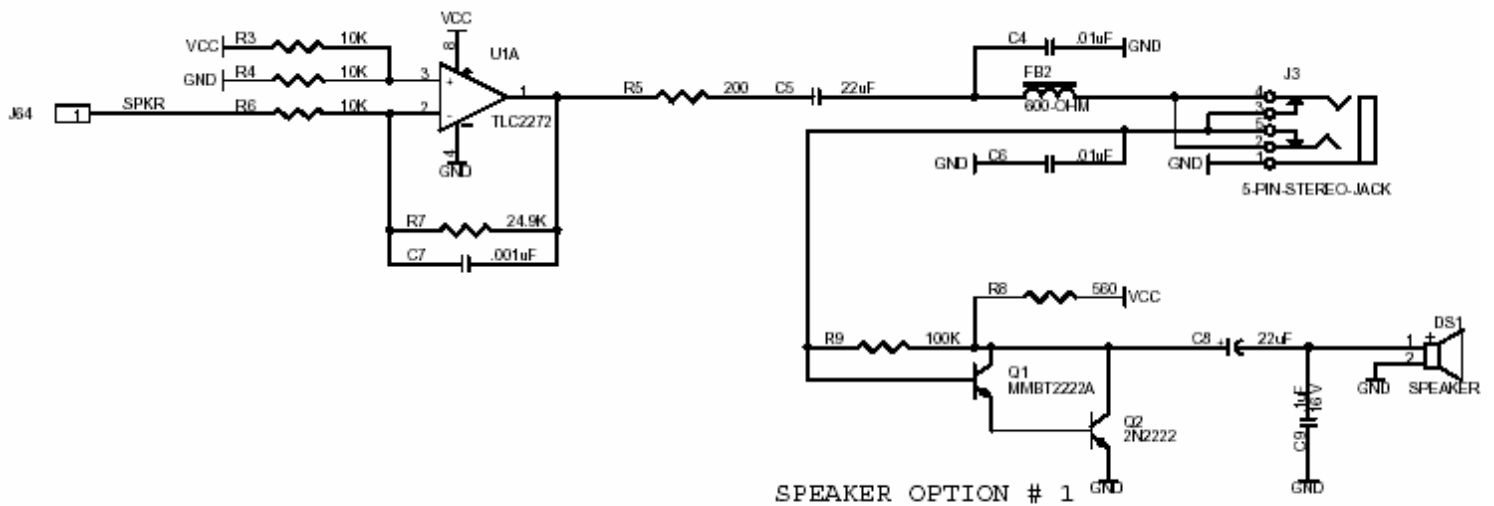 VCC
C4 .01uF GND
VCC R3 10K
8
U1A
GND R4 10K
3
+
1
R5 200 C5 22uF
FB2
600-OHM
J3
4
3
5
2
1
J64 1 SPKR R6 10K
2
-
TLC2272
4
GND
GND C6 .01uF
GND
5-PIN-STEREO-JACK
R7 24.9K
C7 .001uF
R8 560 VCC
R9 100K
C8 + 22uF
DS1
1 +
2
GND
SPEAKER
Q1
MMBT2222A
Q2
2N2222
GND
C9 .1uF
16V
GND
SPEAKER OPTION # 1